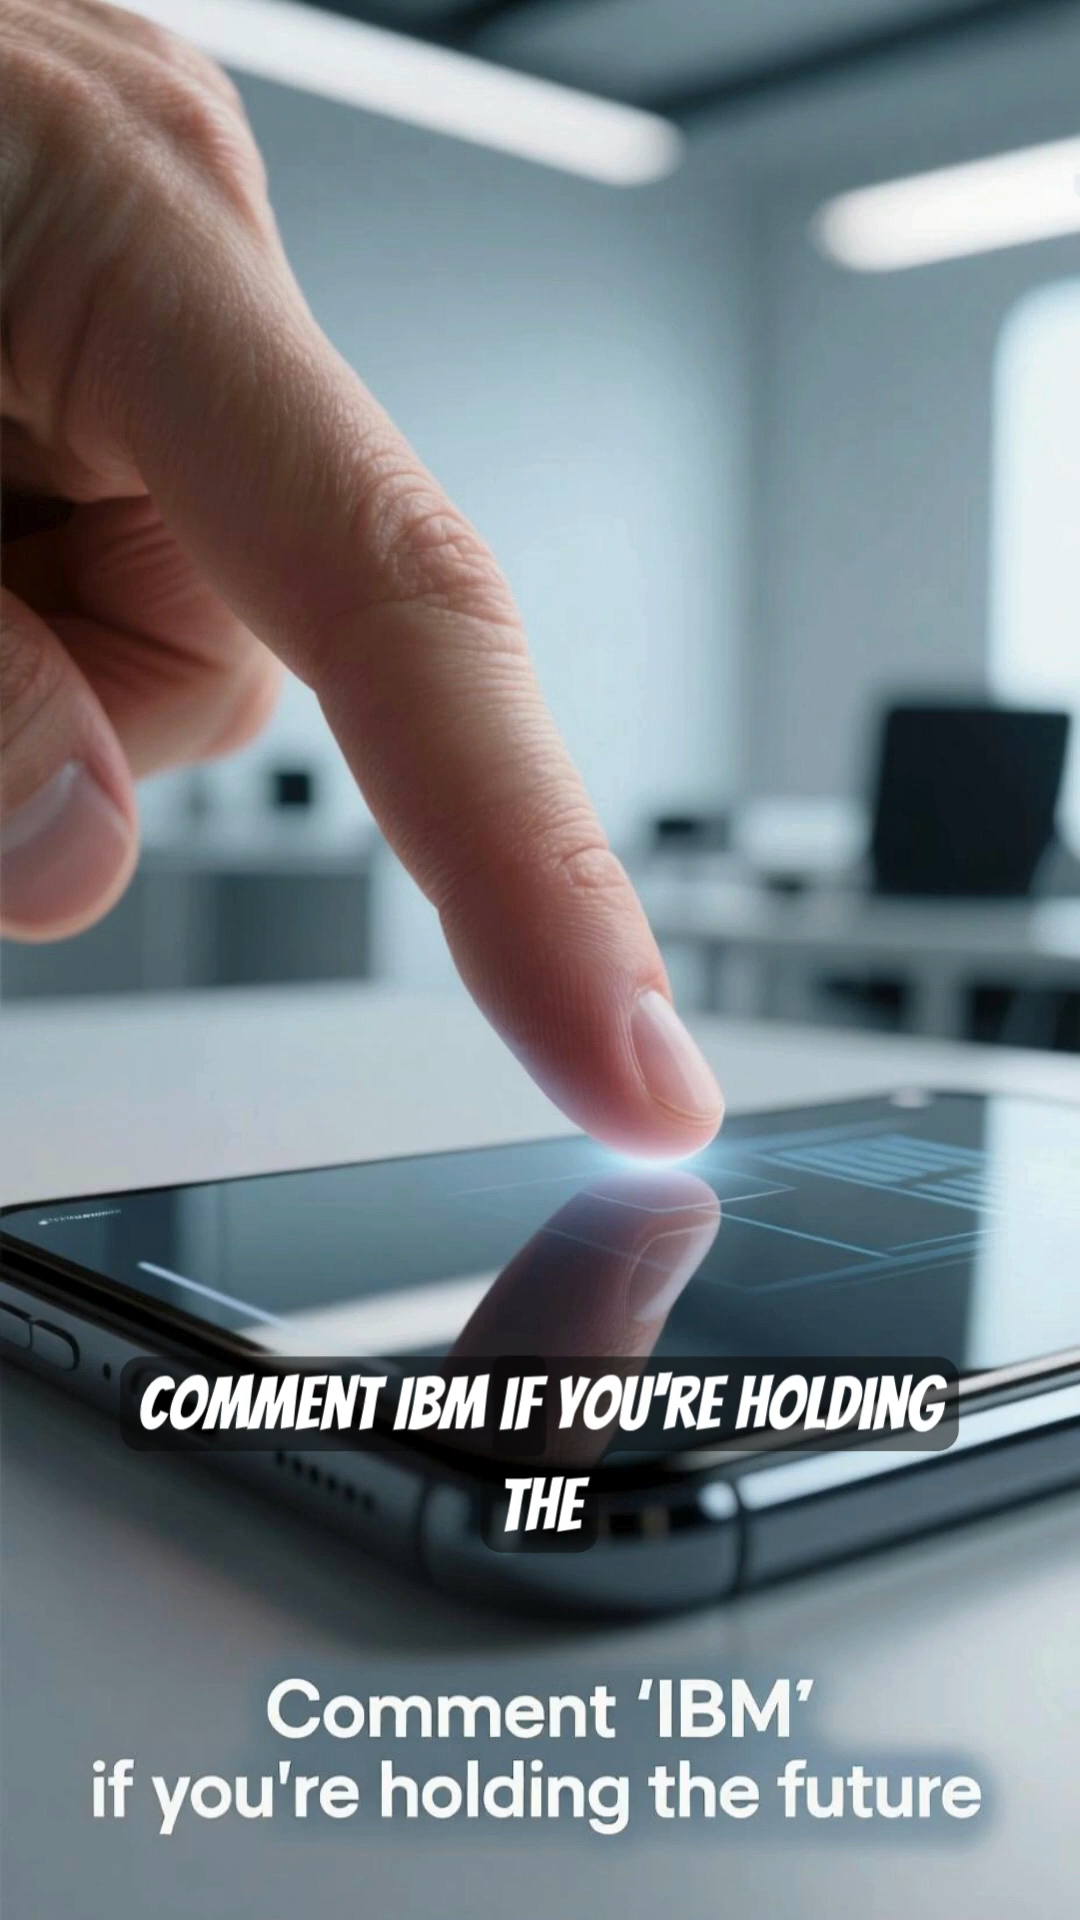 COMMENT IBM IF YOU'RE HOLDING
THE
Comment ‘IBM’
if you're holding the future